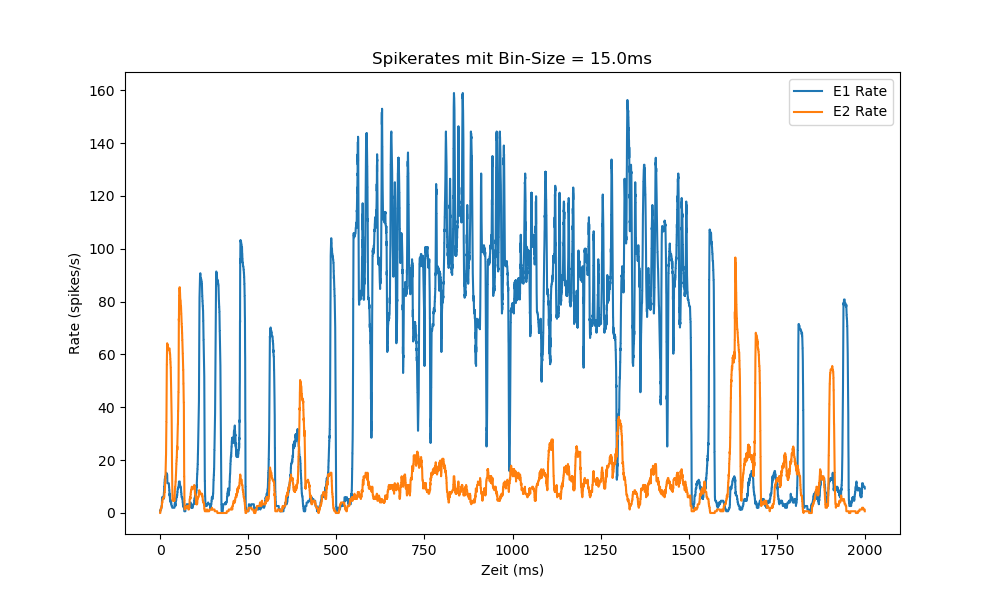 Spikerates mit Bin-Size = 15.0ms
E1 Rate
E2 Rate
Rate (spikes/s)
160
140
120
100
80
60
40
20
0
0 250 500 750 1000 1250 1500 1750 2000
Zeit (ms)